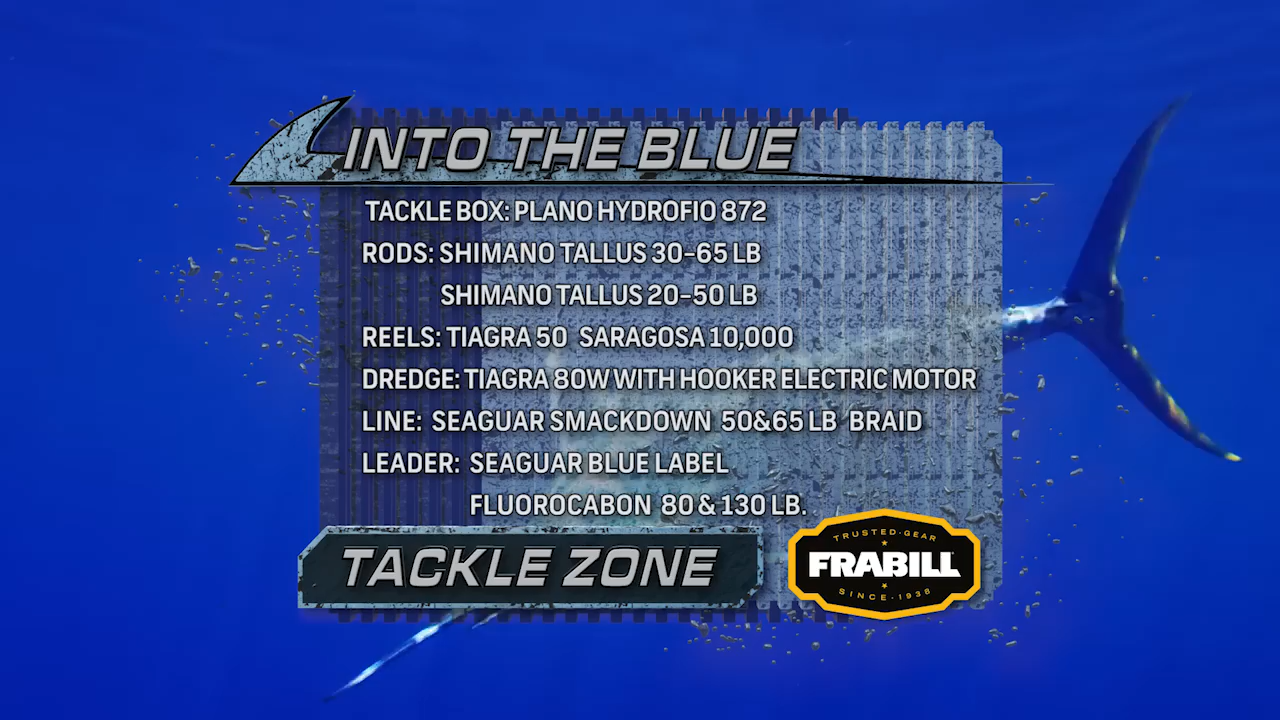 INTO THE BLUE
TACKLE BOX: PLANO HYDROFIO 872
RODS: SHIMANO TALLUS 30-65 LB
SHIMANO TALLUS 20-50 LB
REELS: TIAGRA 50 SARAGOSA 10,000
DREDGE: TIAGRA 80W WITH HOOKER ELECTRIC MOTOR
LINE: SEAGUAR SMACKDOWN 50&65 LB BRAID
LEADER: SEAGUAR BLUE LABEL
FLUOROCABON 80 & 130 LB.
TACKLE ZONE
TRUSTED·GEAR
FRABILL
SINCE·1938